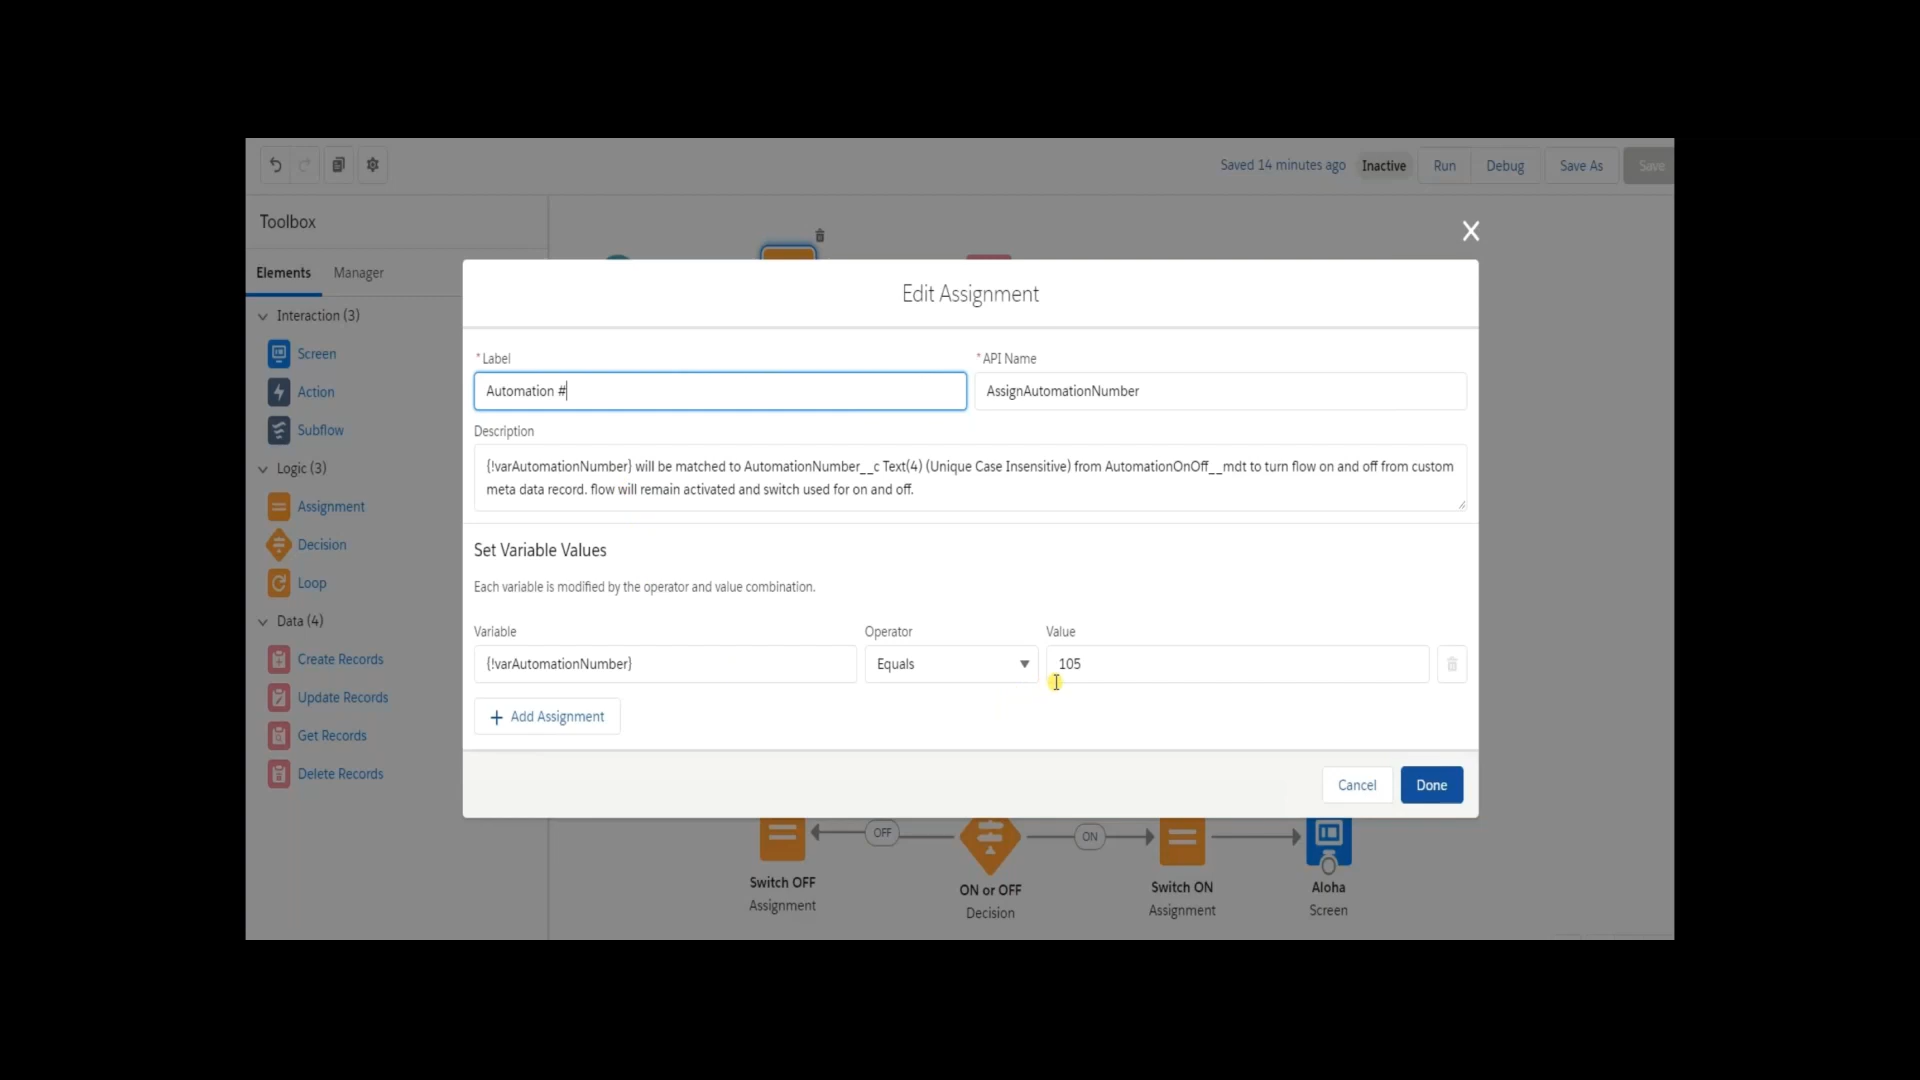 Saved 14 minutes ago Inactive Run Debug Save As Save
Toolbox
Elements Manager
Interaction (3)
Screen
Action
Subflow
Logic (3)
Assignment
Decision
Loop
Data (4)
Create Records
Update Records
Get Records
Delete Records
Edit Assignment
* Label
Automation #
* API Name
AssignAutomationNumber
Description
{!varAutomationNumber} will be matched to AutomationNumber__c Text(4) (Unique Case Insensitive) from AutomationOnOff__mdt to turn flow on and off from custom
meta data record. flow will remain activated and switch used for on and off.
Set Variable Values
Each variable is modified by the operator and value combination.
Variable Operator Value
{!varAutomationNumber} Equals 105
+ Add Assignment
Cancel Done
OFF ON
Switch OFF
Assignment
ON or OFF
Decision
Switch ON
Assignment
Aloha
Screen